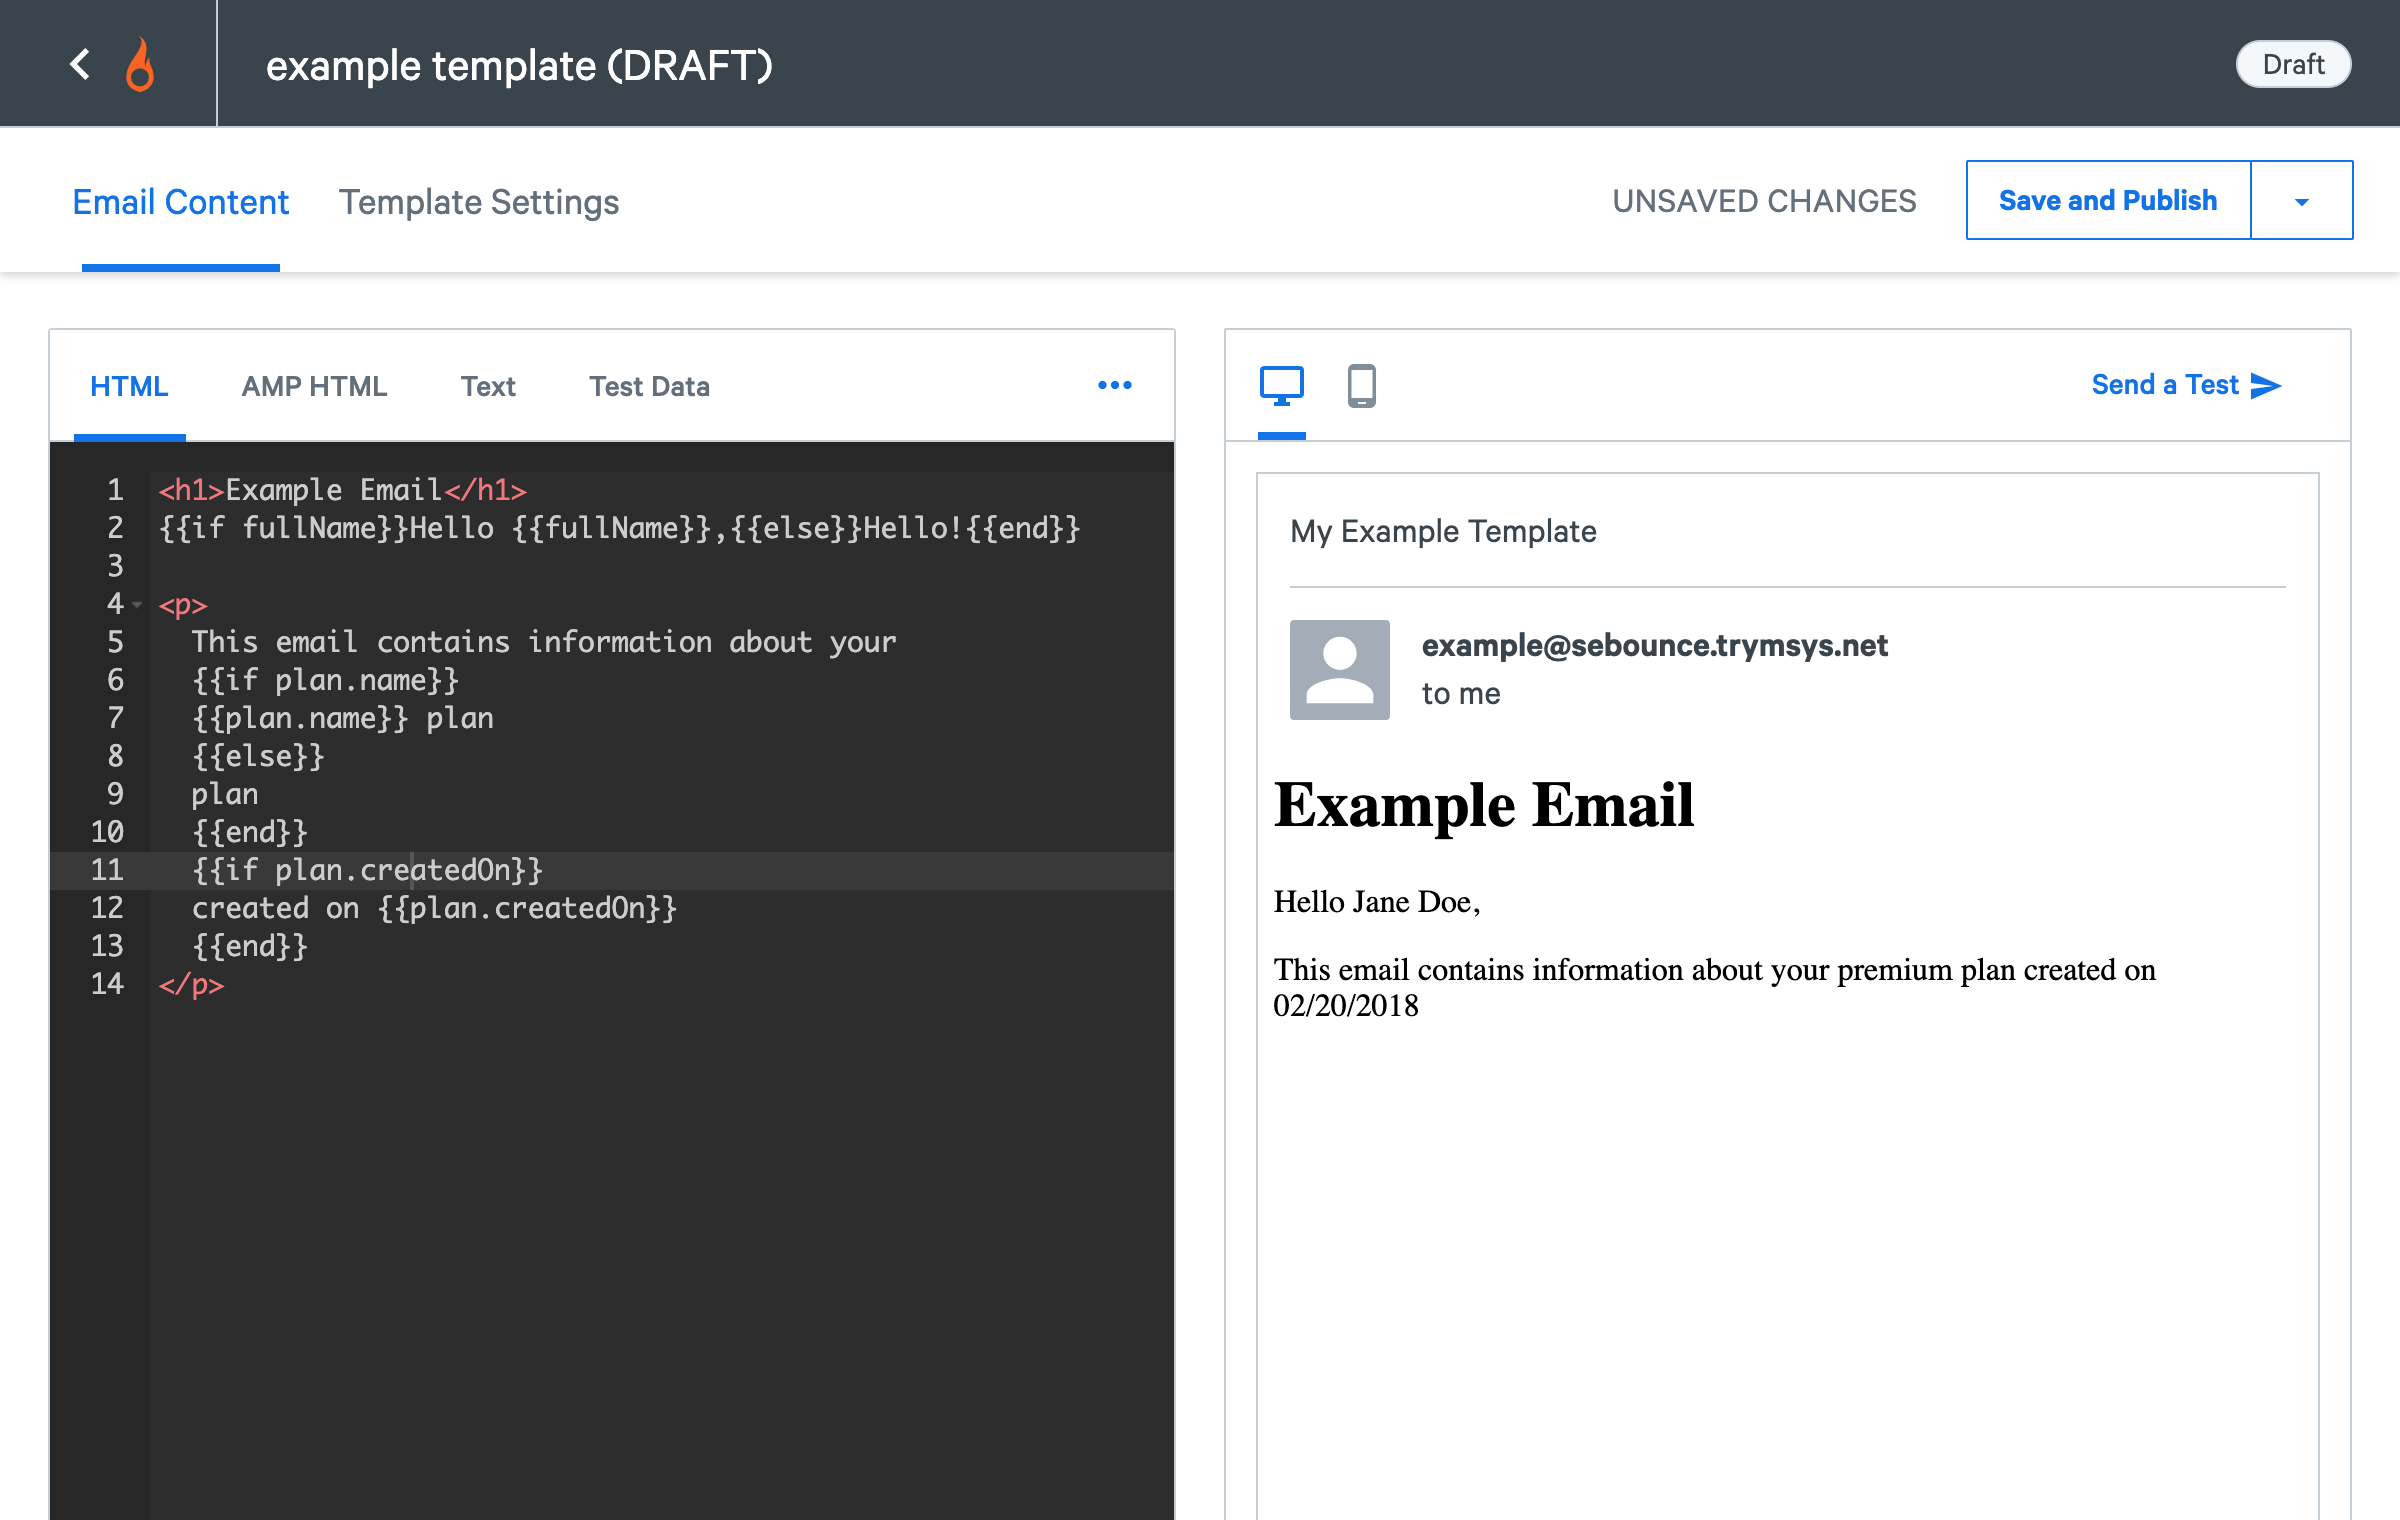 example template (DRAFT)
Draft
Email Content
Template Settings
UNSAVED CHANGES
Save and Publish
HTML
AMP HTML
Text
Test Data
1 <h1>Example Email</h1>
2 {{if fullName}}Hello {{fullName}},{{else}}Hello!{{end}}
3
4 <p>
5 This email contains information about your
6 {{if plan.name}}
7 {{plan.name}} plan
8 {{else}}
9 plan
10 {{end}}
11 {{if plan.createdOn}}
12 created on {{plan.createdOn}}
13 {{end}}
14 </p>
Send a Test
My Example Template
example@sebounce.trymsys.net
to me
Example Email
Hello Jane Doe,
This email contains information about your premium plan created on
02/20/2018